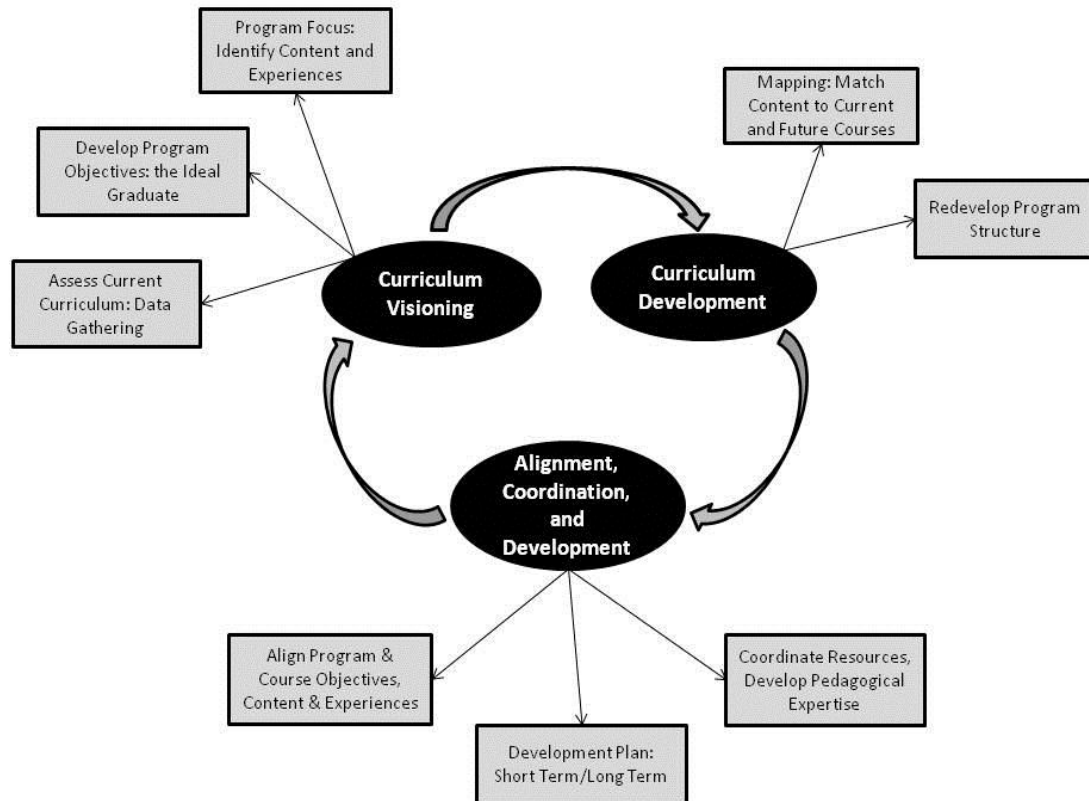 Program Focus:
Identify Content and
Experiences
Mapping: Match
Content to Current
and Future Courses
Develop Program
Objectives: the Ideal
Graduate
Redevelop Program
Structure
Assess Current
Curriculum: Data
Gathering
Curriculum
Visioning
Curriculum
Development
Alignment,
Coordination,
and
Development
Align Program &
Course Objectives,
Content & Experiences
Coordinate Resources,
Develop Pedagogical
Expertise
Development Plan:
Short Term/Long Term